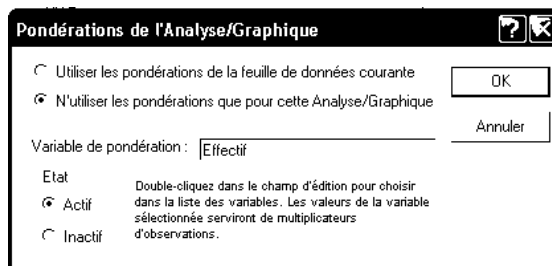 Pondérations de l'Analyse/Graphique
Utiliser les pondérations de la feuille de données courante
N'utiliser les pondérations que pour cette Analyse/Graphique
OK
Annuler
Variable de pondération : Effectif
Etat
Actif
Inactif
Double-cliquez dans le champ d'édition pour choisir
dans la liste des variables. Les valeurs de la variable
sélectionnée serviront de multiplicateurs
d'observations.